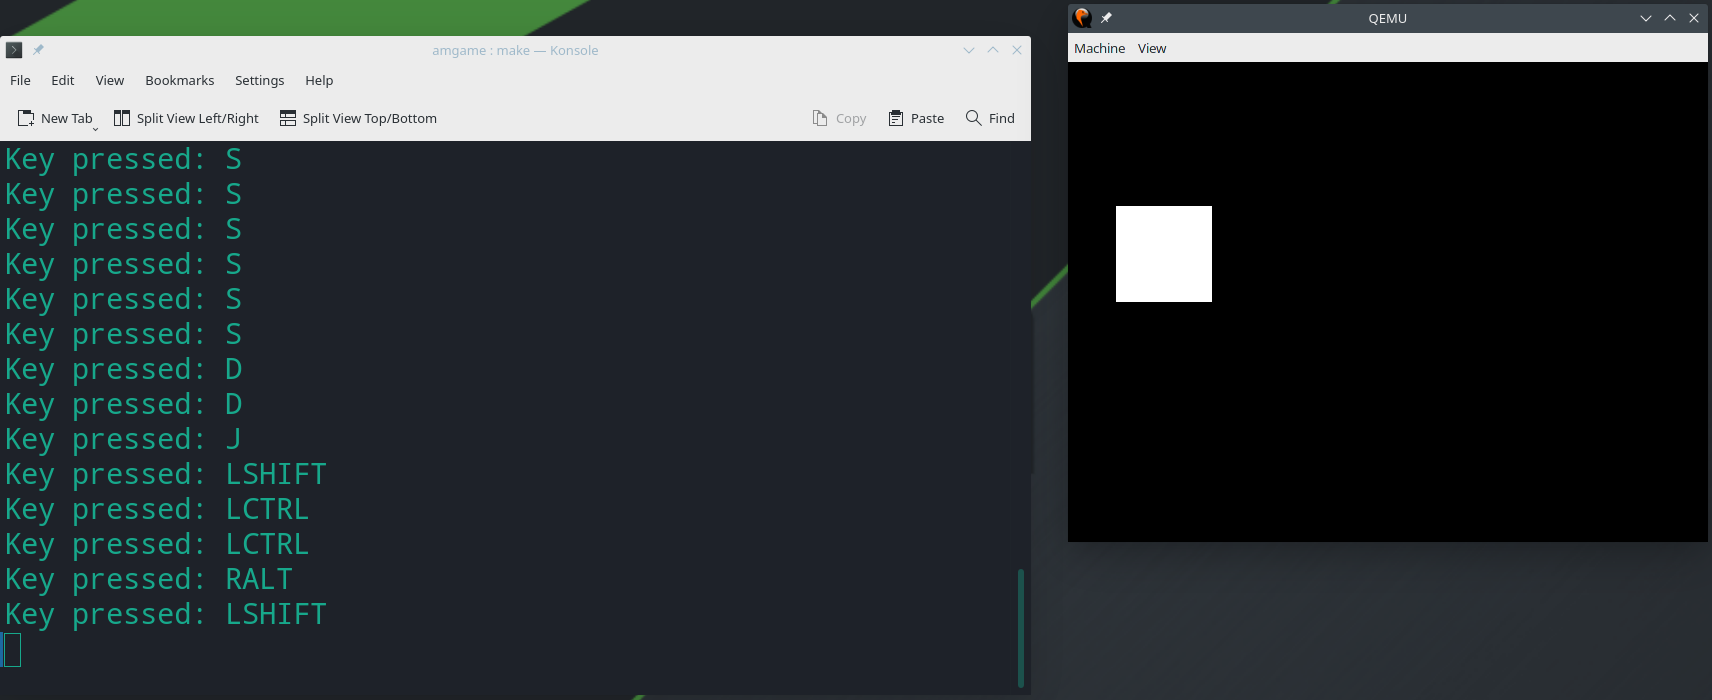 amgame : make — Konsole
File Edit View Bookmarks Settings Help
New Tab Split View Left/Right Split View Top/Bottom Copy Paste Find
Key pressed: S
Key pressed: S
Key pressed: S
Key pressed: S
Key pressed: S
Key pressed: S
Key pressed: D
Key pressed: D
Key pressed: J
Key pressed: LSHIFT
Key pressed: LCTRL
Key pressed: LCTRL
Key pressed: RALT
Key pressed: LSHIFT
QEMU
Machine View